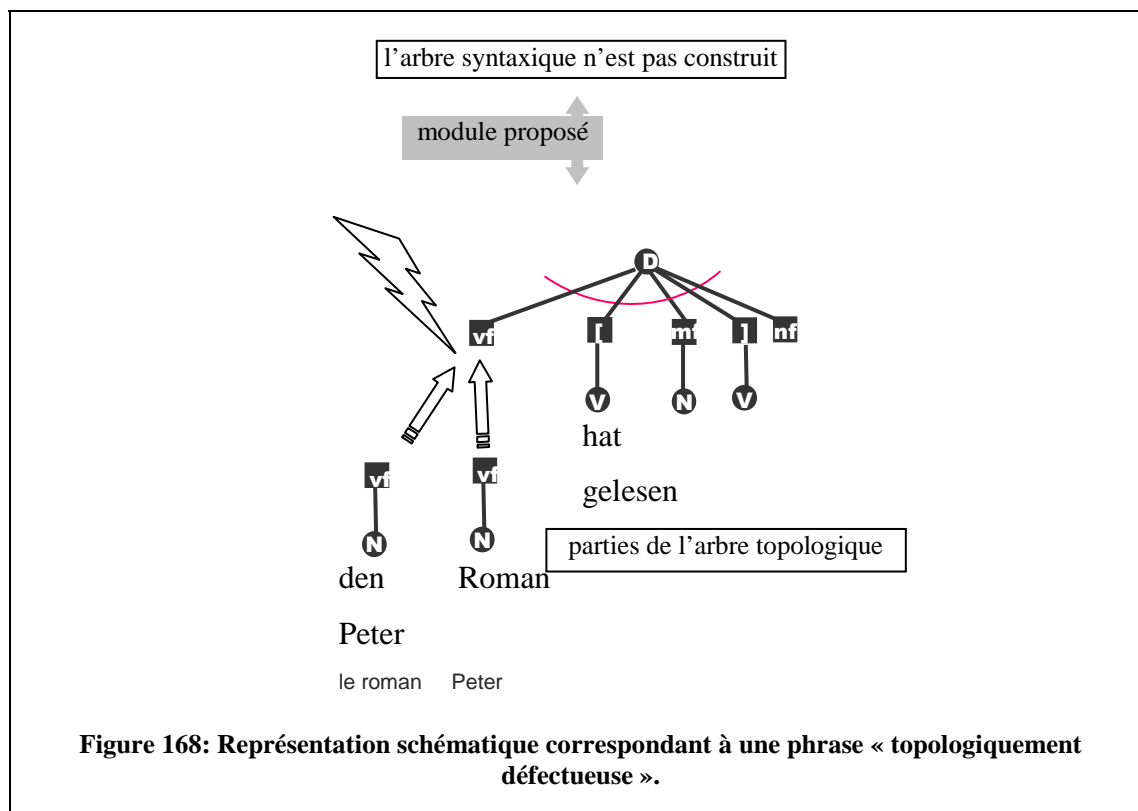 l’arbre syntaxique n’est pas construit
module proposé
D
vf [ mf ] nf
V N V
hat
gelesen
vf vf
N N
parties de l’arbre topologique
den Roman
Peter
le roman Peter
Figure 168: Représentation schématique correspondant à une phrase « topologiquement
défectueuse ».